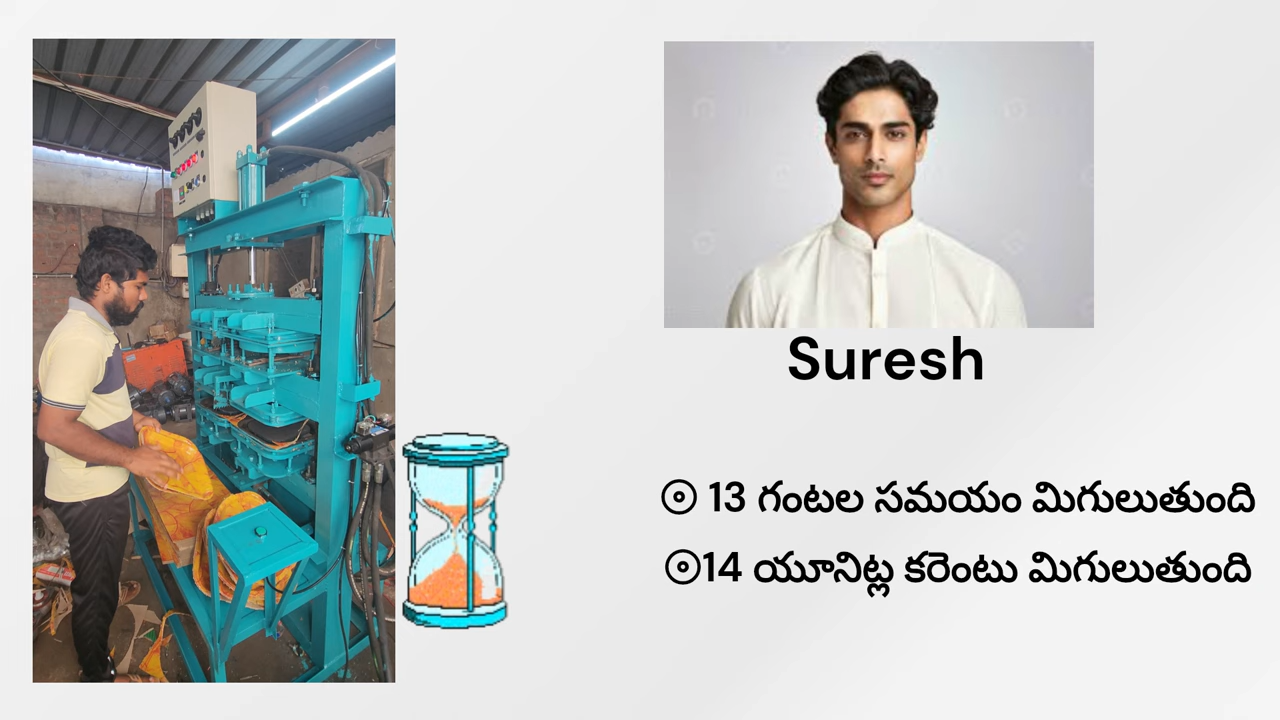 Suresh
⦿ 13 గంటల సమయం మిగులుతుంది
⦿14 యూనిట్ల కరెంటు మిగులుతుంది